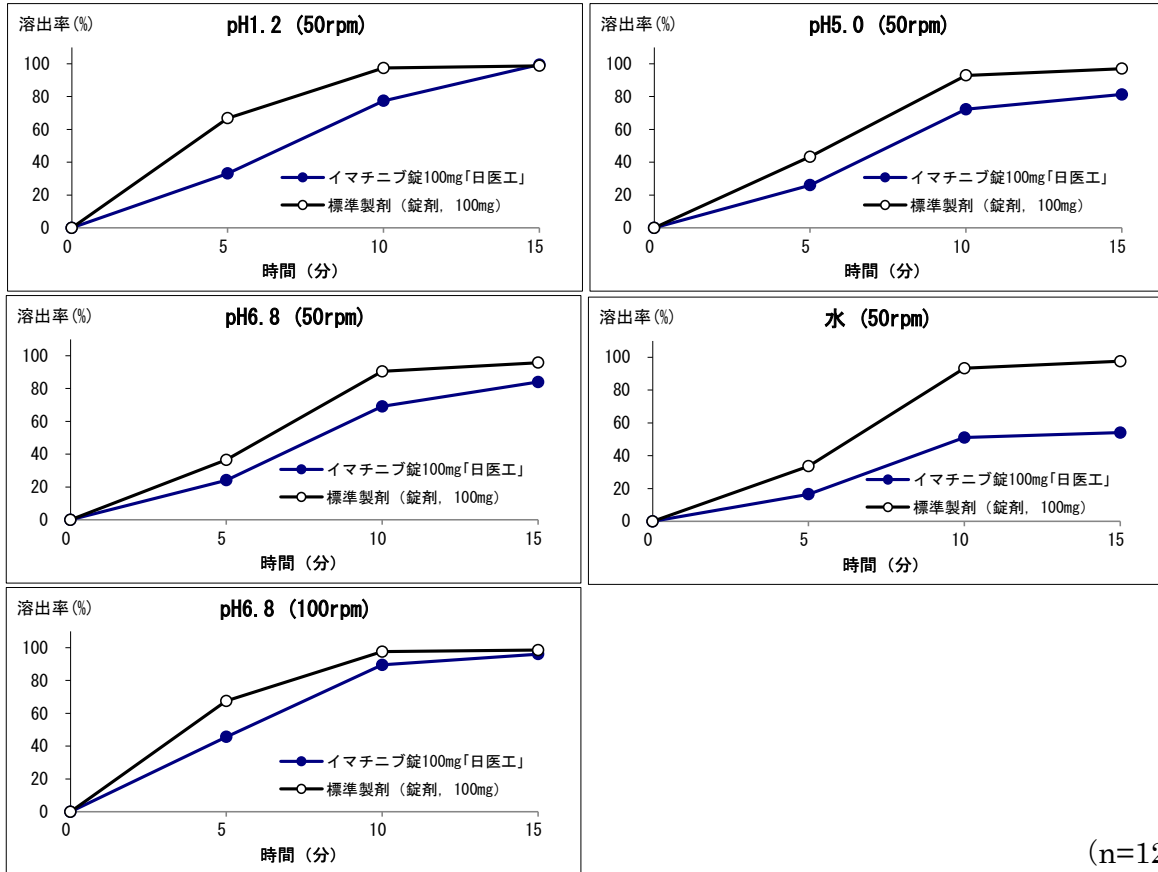 溶出率(%)
pH1.2 (50rpm)
100
80
60
40
20
0
イマチニブ錠100mg「日医工」
標準製剤（錠剤, 100mg）
0 5 10 15
時間（分）
溶出率(%)
pH5.0 (50rpm)
100
80
60
40
20
0
イマチニブ錠100mg「日医工」
標準製剤（錠剤, 100mg）
0 5 10 15
時間（分）
溶出率(%)
pH6.8 (50rpm)
100
80
60
40
20
0
イマチニブ錠100mg「日医工」
標準製剤（錠剤, 100mg）
0 5 10 15
時間（分）
溶出率(%)
水 (50rpm)
100
80
60
40
20
0
イマチニブ錠100mg「日医工」
標準製剤（錠剤, 100mg）
0 5 10 15
時間（分）
溶出率(%)
pH6.8 (100rpm)
100
80
60
40
20
0
イマチニブ錠100mg「日医工」
標準製剤（錠剤, 100mg）
0 5 10 15
時間（分）
(n=12